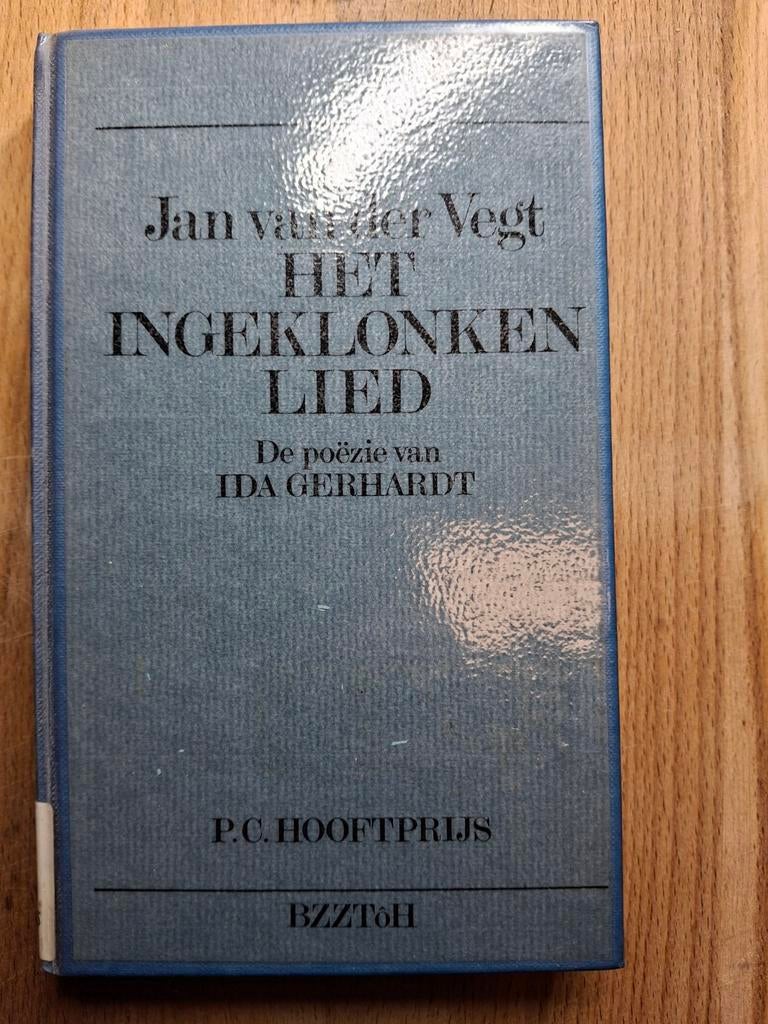 Jan van der Vegt
HET
INGEKLONKEN
LIED
De poëzie van
IDA GERHARDT
P.C. HOOFTPRIJS
BZZTôH